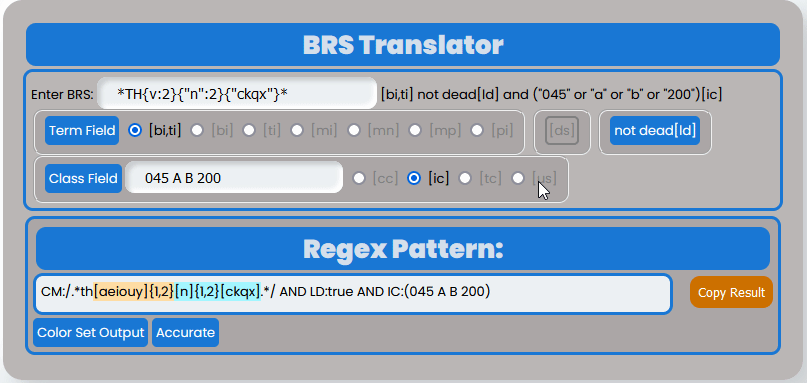 BRS Translator
Enter BRS: *TH{v:2}{"n":2}{"ckqx"}* [bi,ti] not dead[ld] and ("045" or "a" or "b" or "200")[ic]
Term Field [bi,ti] [bi] [ti] [mi] [mn] [mp] [pi] [ds] not dead[ld]
Class Field 045 A B 200 [cc] [ic] [tc] [us]
Regex Pattern:
CM:/.*th[aeiouy]{1,2}[n]{1,2}[ckqx].*/ AND LD:true AND IC:(045 A B 200) Copy Result
Color Set Output Accurate